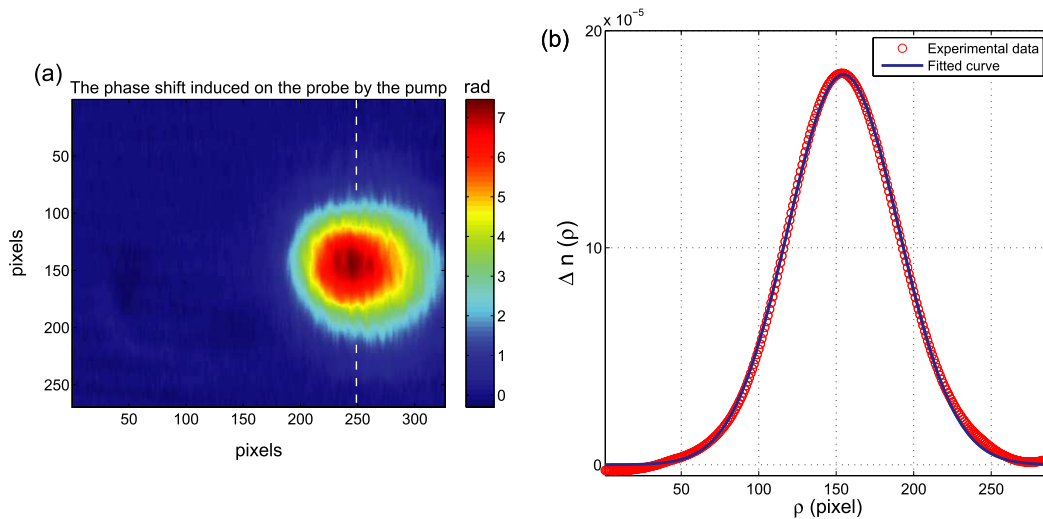 (a)
The phase shift induced on the probe by the pump
rad
50
100
150
200
250
50 100 150 200 250 300
pixels
pixels
7
6
5
4
3
2
1
0
(b)
x 10⁻⁵
20
10
0
Δ n (ρ)
Experimental data
Fitted curve
50 100 150 200 250
ρ (pixel)